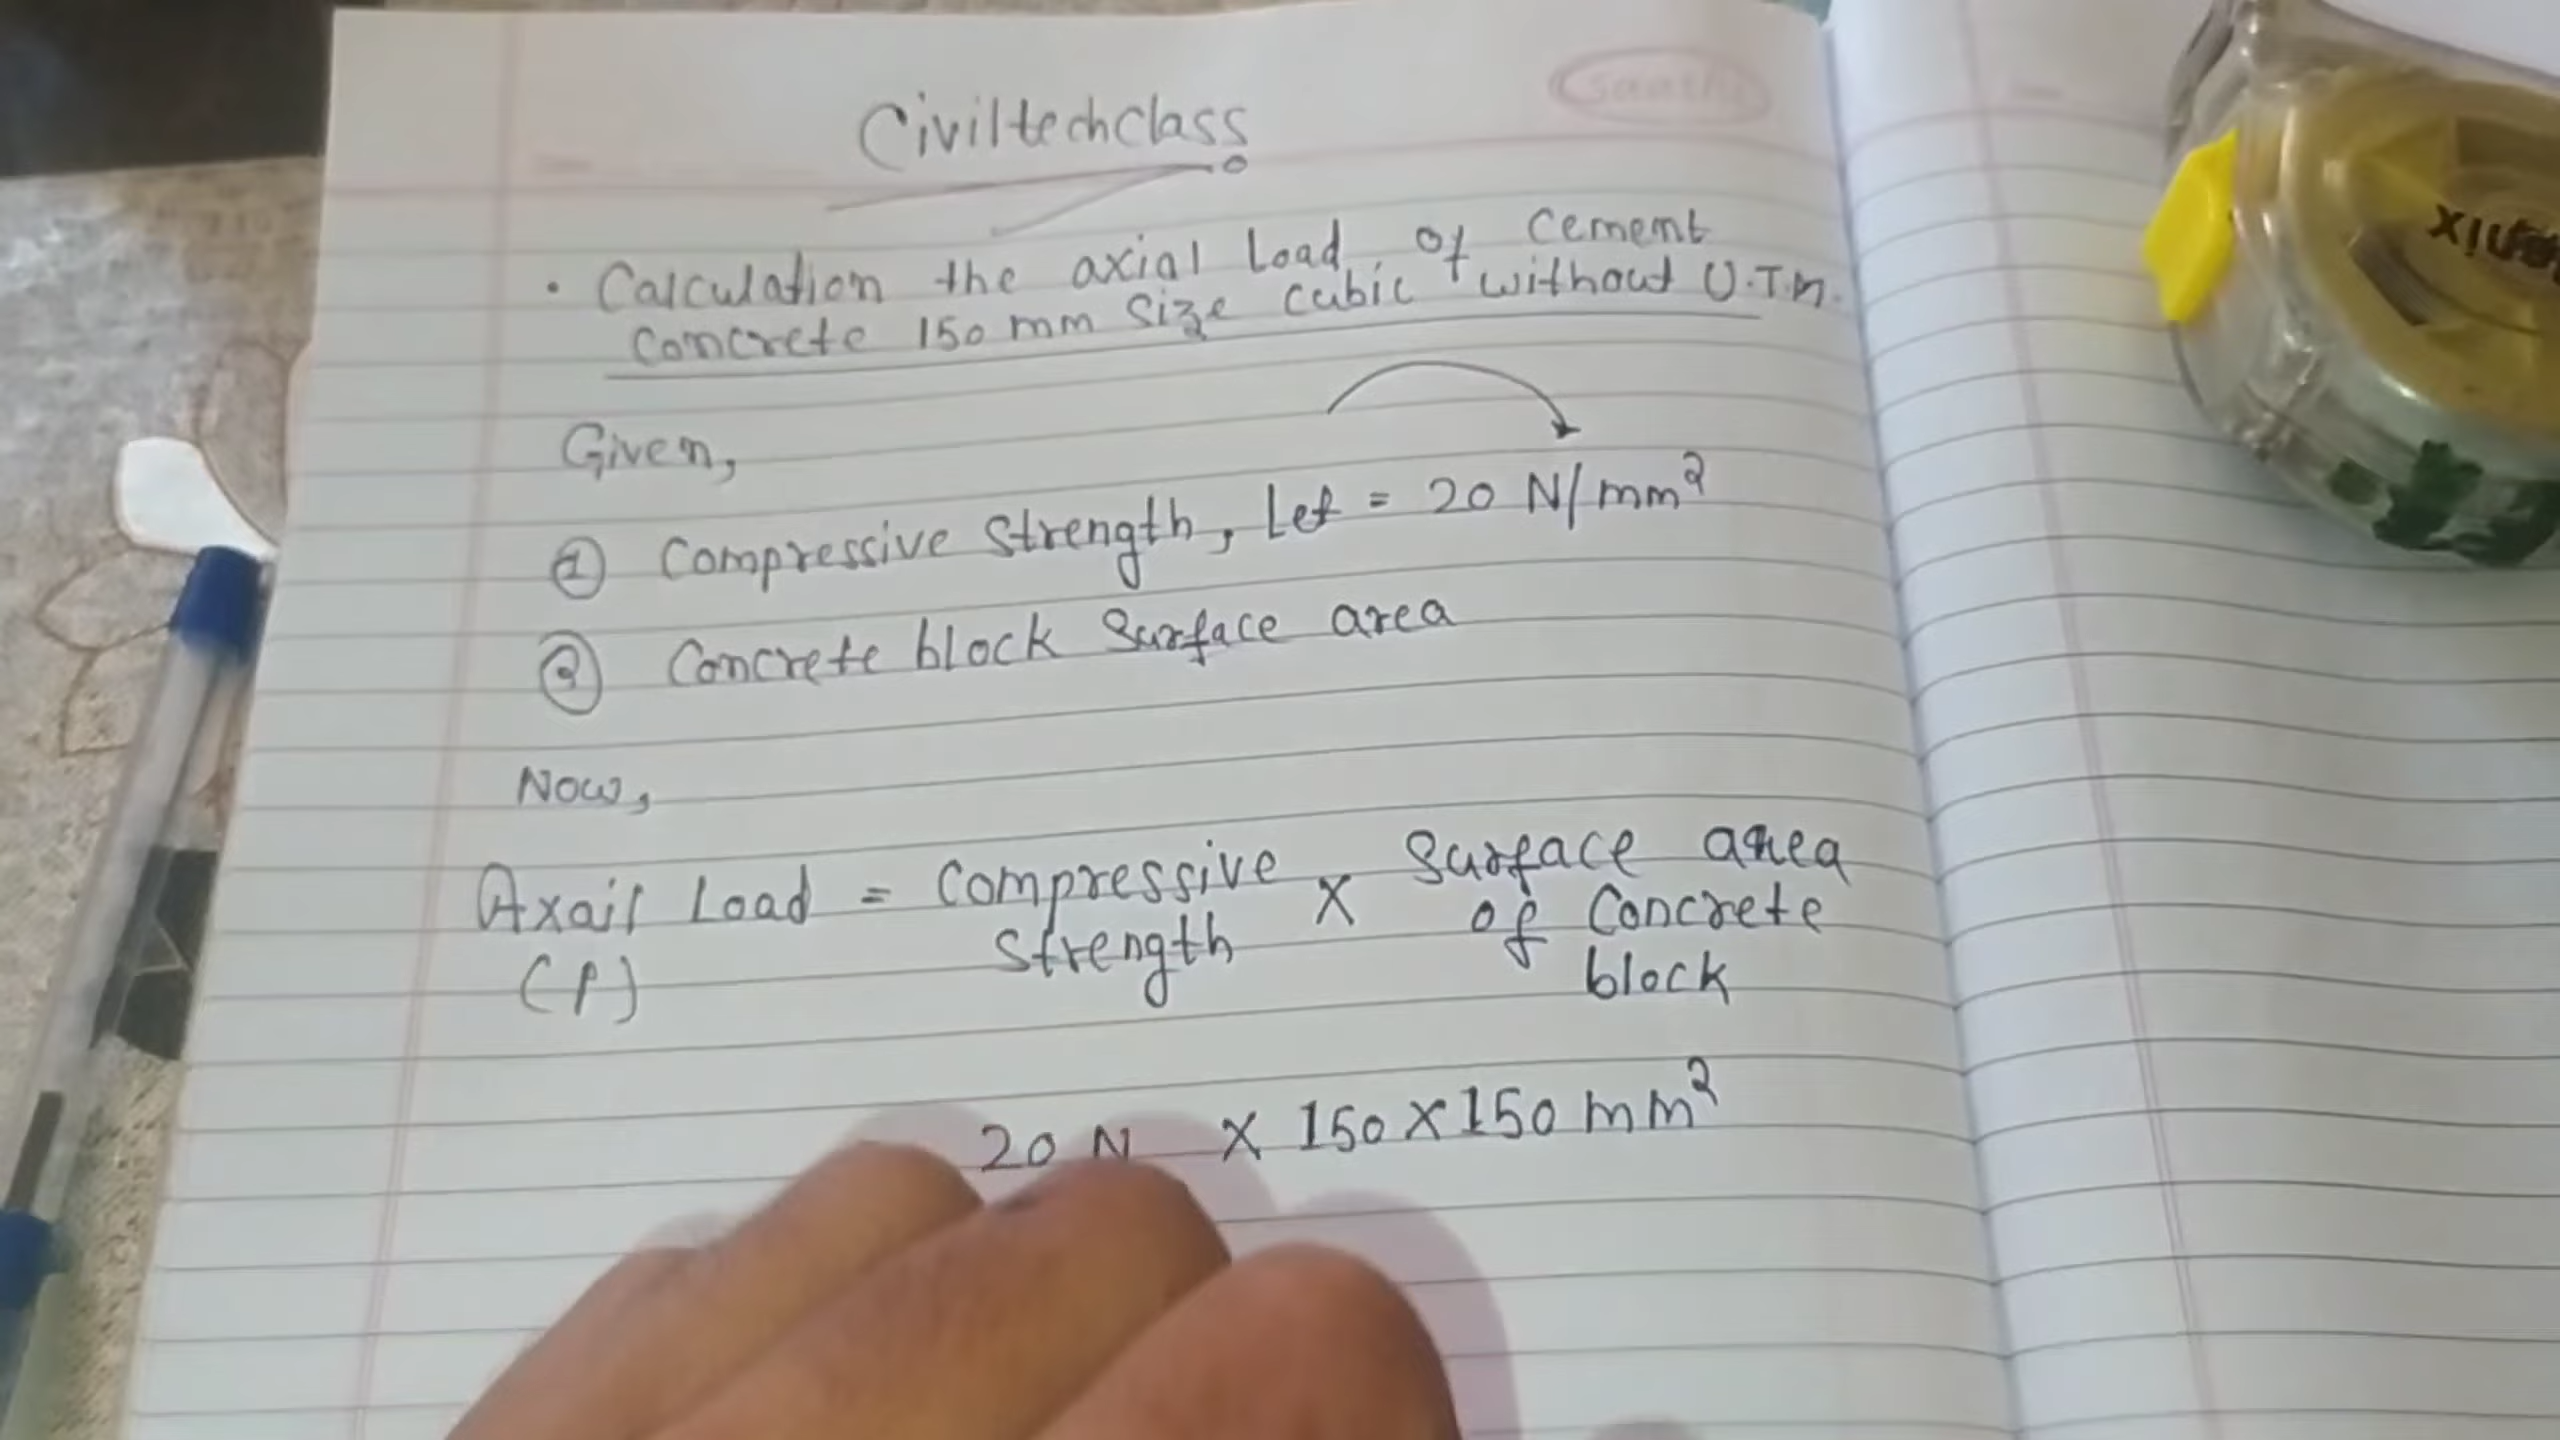 Civiltechclass
Saathi
• Calculation the axial Load of Cement
Concrete 150 mm Size Cubic without U.T.M.
Given,
① Compressive Strength, Let = 20 N/mm²
② Concrete block Surface area
Now,
Axail Load = Compressive Strength × Surface area of Concrete block
(P)
20 N × 150 × 150 mm²